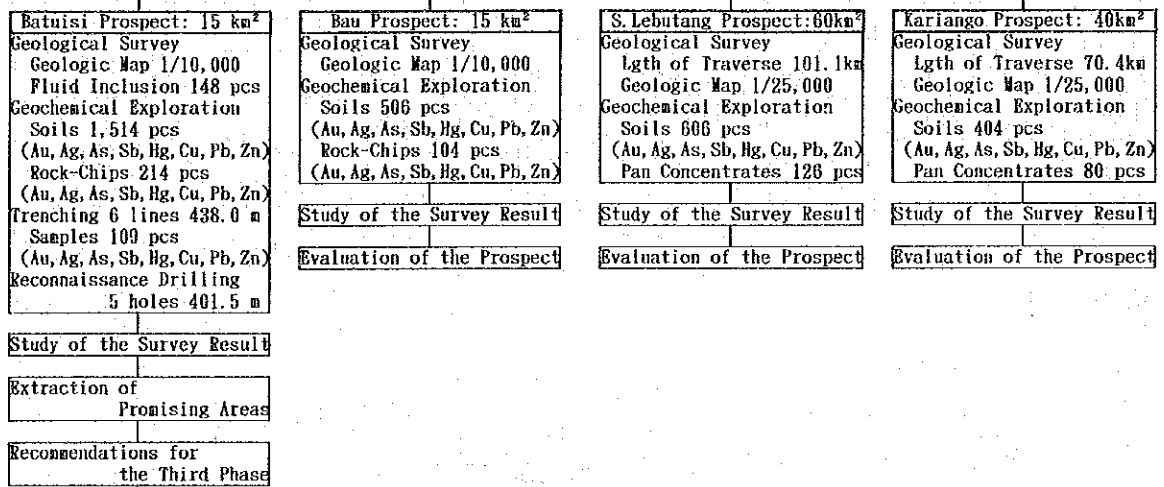 Batuisi Prospect: 15 km²
Geological Survey
Geologic Map 1/10,000
Fluid Inclusion 148 pcs
Geochemical Exploration
Soils 1,514 pcs
(Au, Ag, As, Sb, Hg, Cu, Pb, Zn)
Rock-Chips 214 pcs
(Au, Ag, As, Sb, Hg, Cu, Pb, Zn)
Trenching 6 lines 438.0 m
Samples 109 pcs
(Au, Ag, As, Sb, Hg, Cu, Pb, Zn)
Reconnaissance Drilling
5 holes 401.5 m
Study of the Survey Result
Extraction of
Promising Areas
Recommendations for
the Third Phase
Bau Prospect: 15 km²
Geological Survey
Geologic Map 1/10,000
Geochemical Exploration
Soils 506 pcs
(Au, Ag, As, Sb, Hg, Cu, Pb, Zn)
Rock-Chips 104 pcs
(Au, Ag, As, Sb, Hg, Cu, Pb, Zn)
Study of the Survey Result
Evaluation of the Prospect
S. Lebutang Prospect:60km²
Geological Survey
Lgth of Traverse 101.1km
Geologic Map 1/25,000
Geochemical Exploration
Soils 606 pcs
(Au, Ag, As, Sb, Hg, Cu, Pb, Zn)
Pan Concentrates 126 pcs
Study of the Survey Result
Evaluation of the Prospect
Kariango Prospect: 40km²
Geological Survey
Lgth of Traverse 70.4km
Geologic Map 1/25,000
Geochemical Exploration
Soils 404 pcs
(Au, Ag, As, Sb, Hg, Cu, Pb, Zn)
Pan Concentrates 80 pcs
Study of the Survey Result
Evaluation of the Prospect